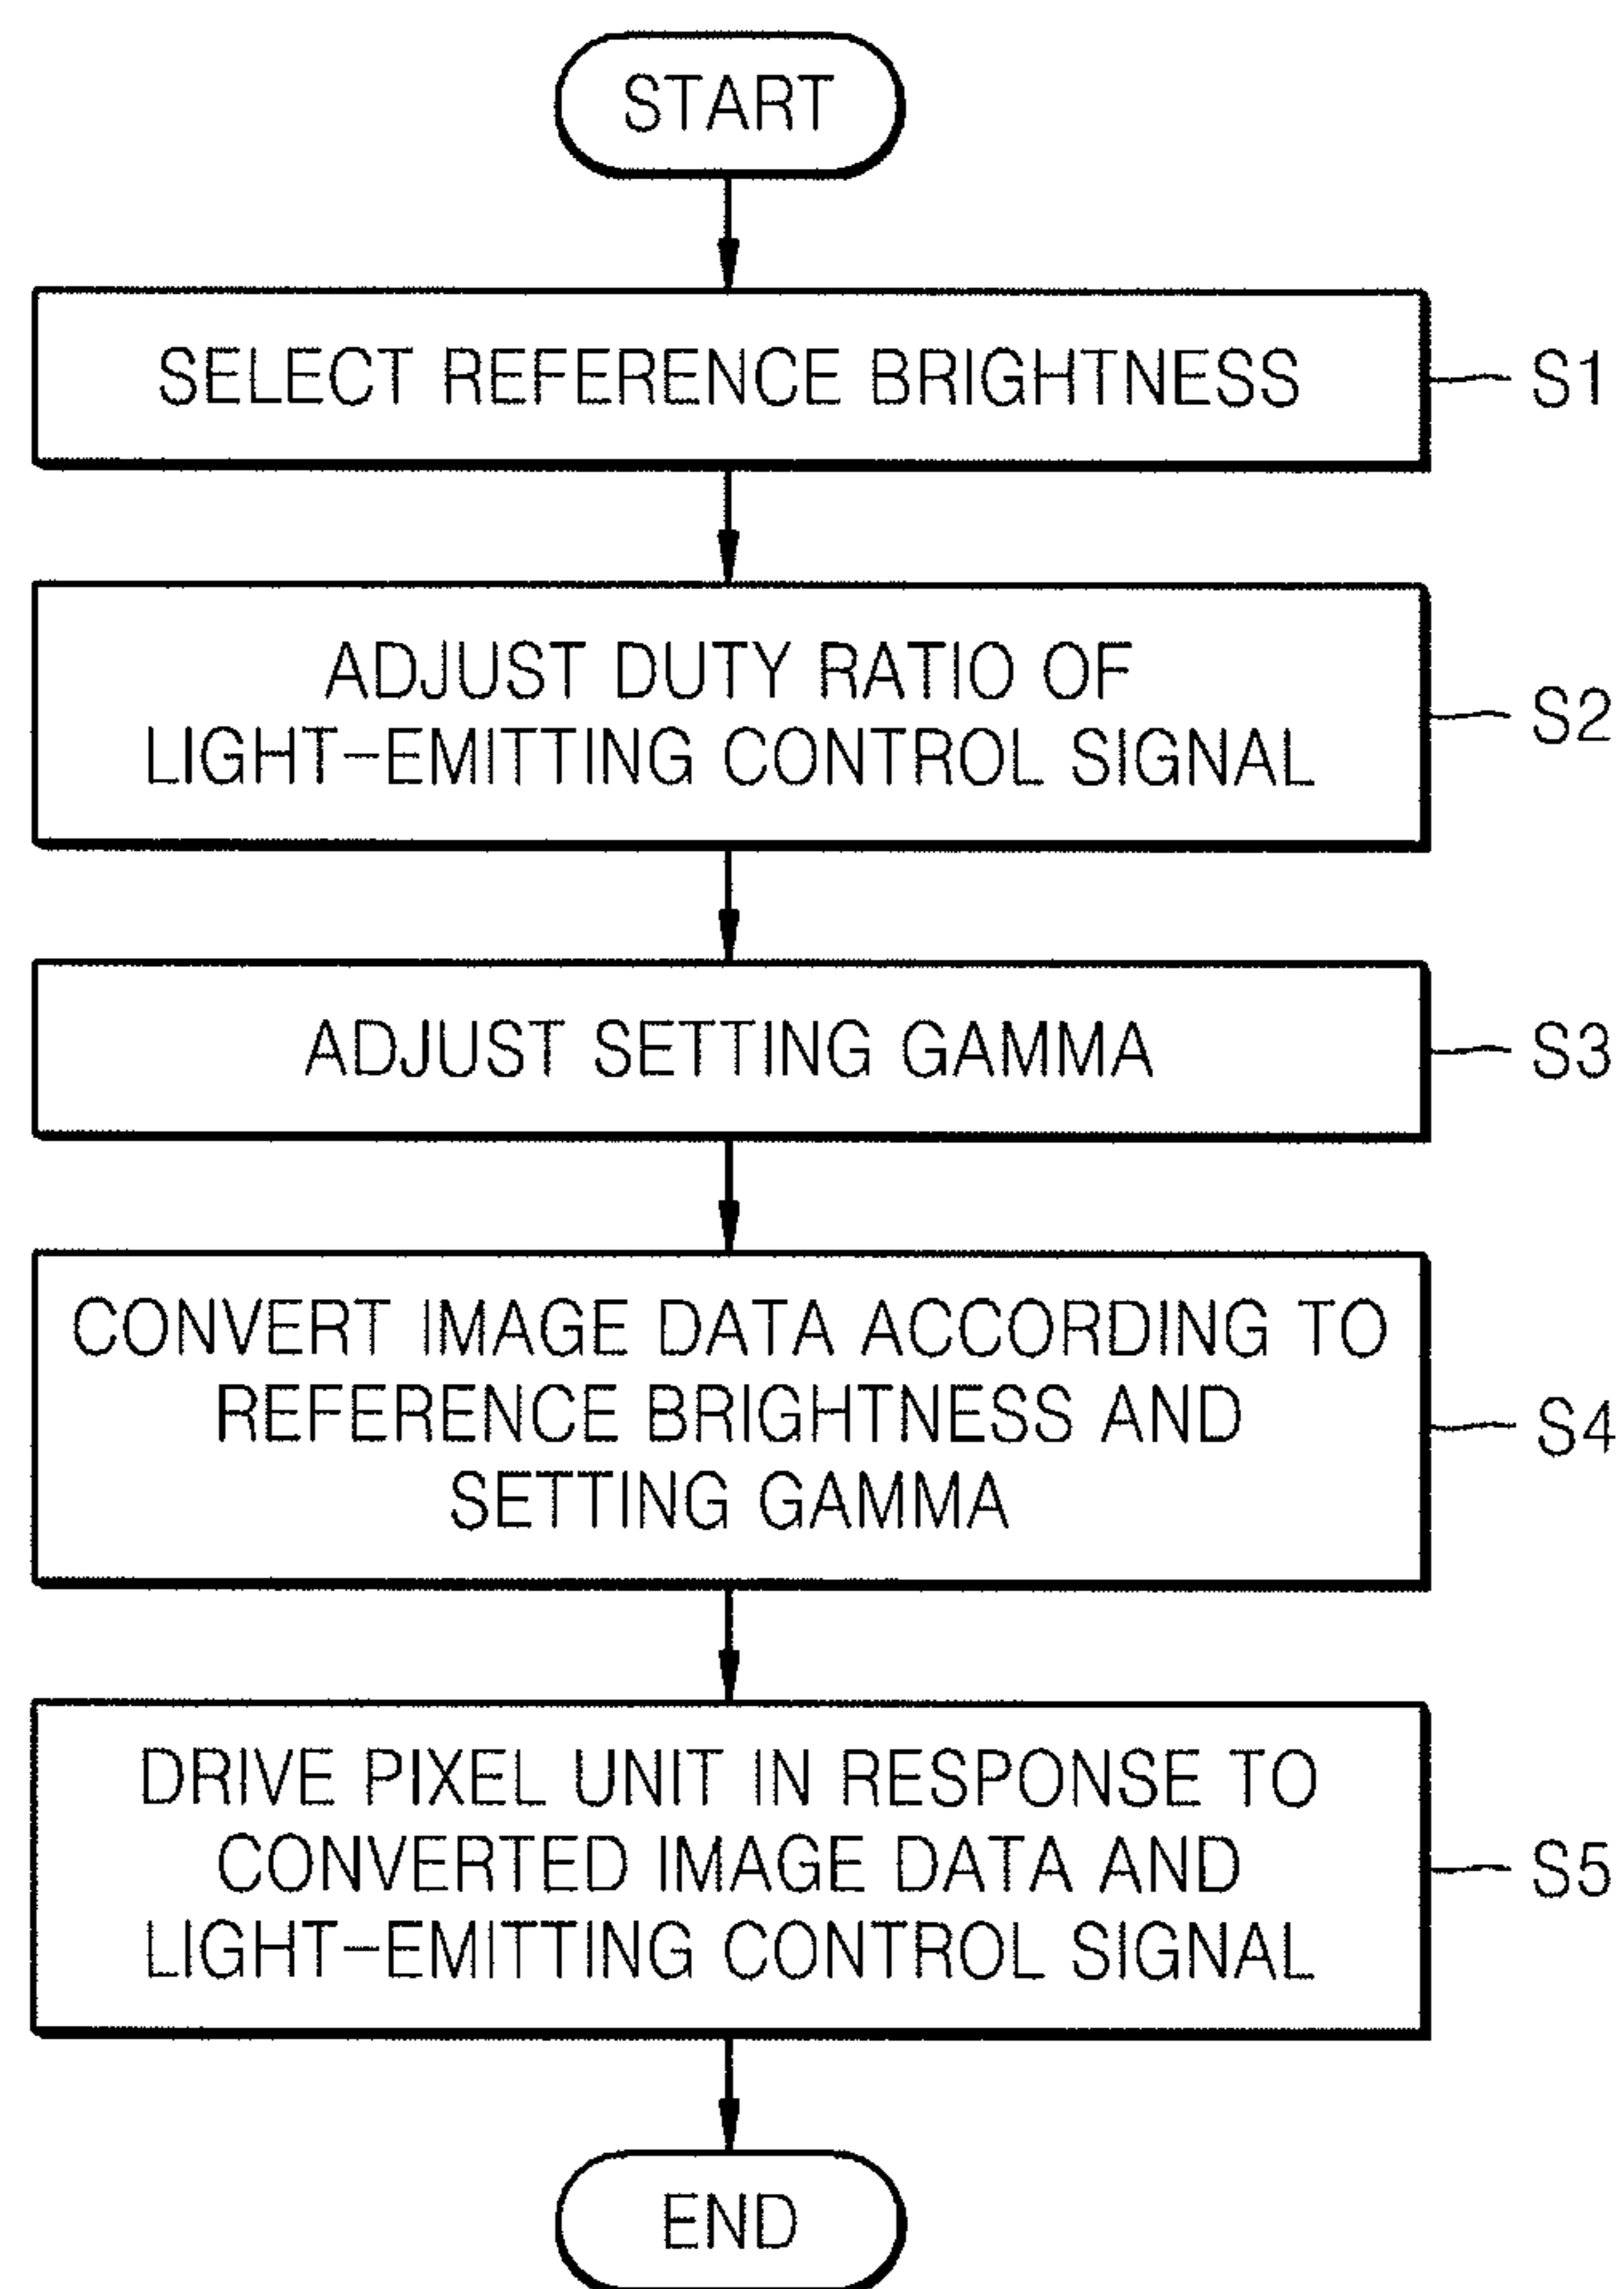 START
SELECT REFERENCE BRIGHTNESS
S1
ADJUST DUTY RATIO OF
LIGHT-EMITTING CONTROL SIGNAL
S2
ADJUST SETTING GAMMA
S3
CONVERT IMAGE DATA ACCORDING TO
REFERENCE BRIGHTNESS AND
SETTING GAMMA
S4
DRIVE PIXEL UNIT IN RESPONSE TO
CONVERTED IMAGE DATA AND
LIGHT-EMITTING CONTROL SIGNAL
S5
END